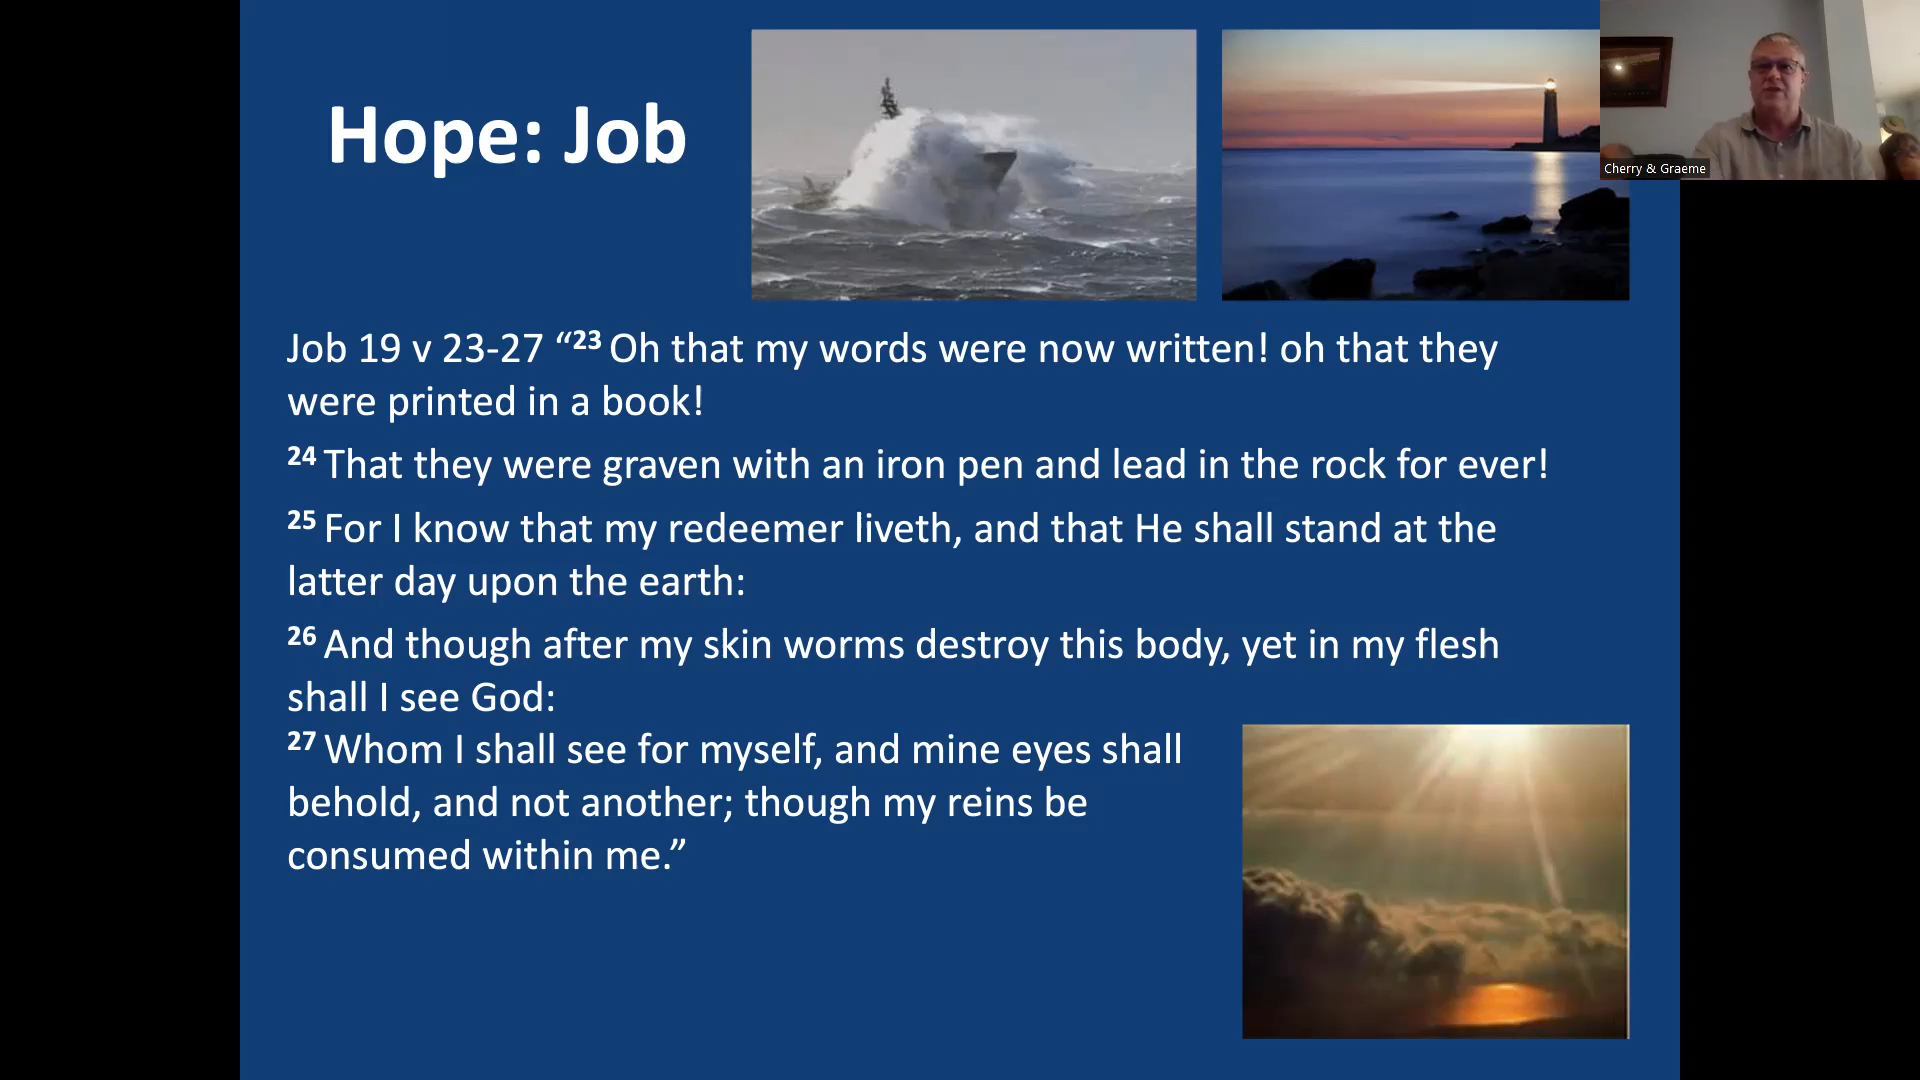 Hope: Job
Cherry & Graeme
Job 19 v 23-27 “23 Oh that my words were now written! oh that they
were printed in a book!
24 That they were graven with an iron pen and lead in the rock for ever!
25 For I know that my redeemer liveth, and that He shall stand at the
latter day upon the earth:
26 And though after my skin worms destroy this body, yet in my flesh
shall I see God:
27 Whom I shall see for myself, and mine eyes shall
behold, and not another; though my reins be
consumed within me.”